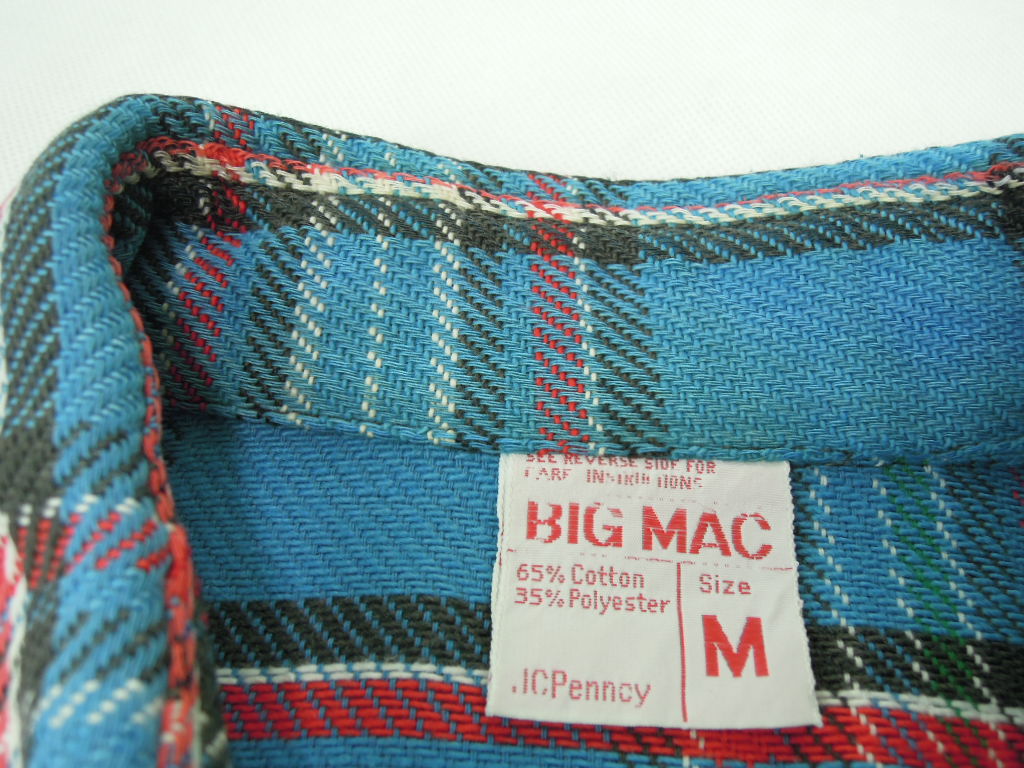 SEE REVERSE SIDE FOR
CARE INSTRUCTIONS
BIG MAC
65% Cotton
35% Polyester
Size
M
JCPenney